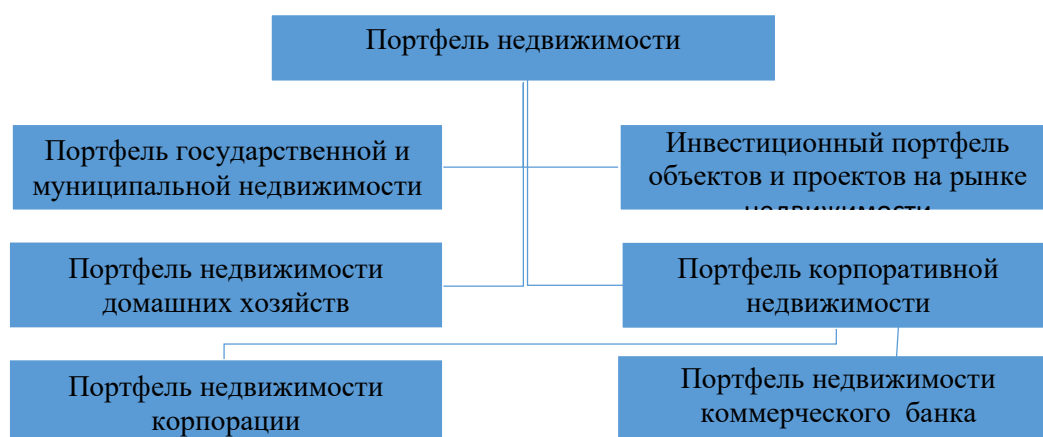 Портфель недвижимости
Портфель государственной и
муниципальной недвижимости
Инвестиционный портфель
объектов и проектов на рынке
недвижимости
Портфель недвижимости
домашних хозяйств
Портфель корпоративной
недвижимости
Портфель недвижимости
корпорации
Портфель недвижимости
коммерческого банка